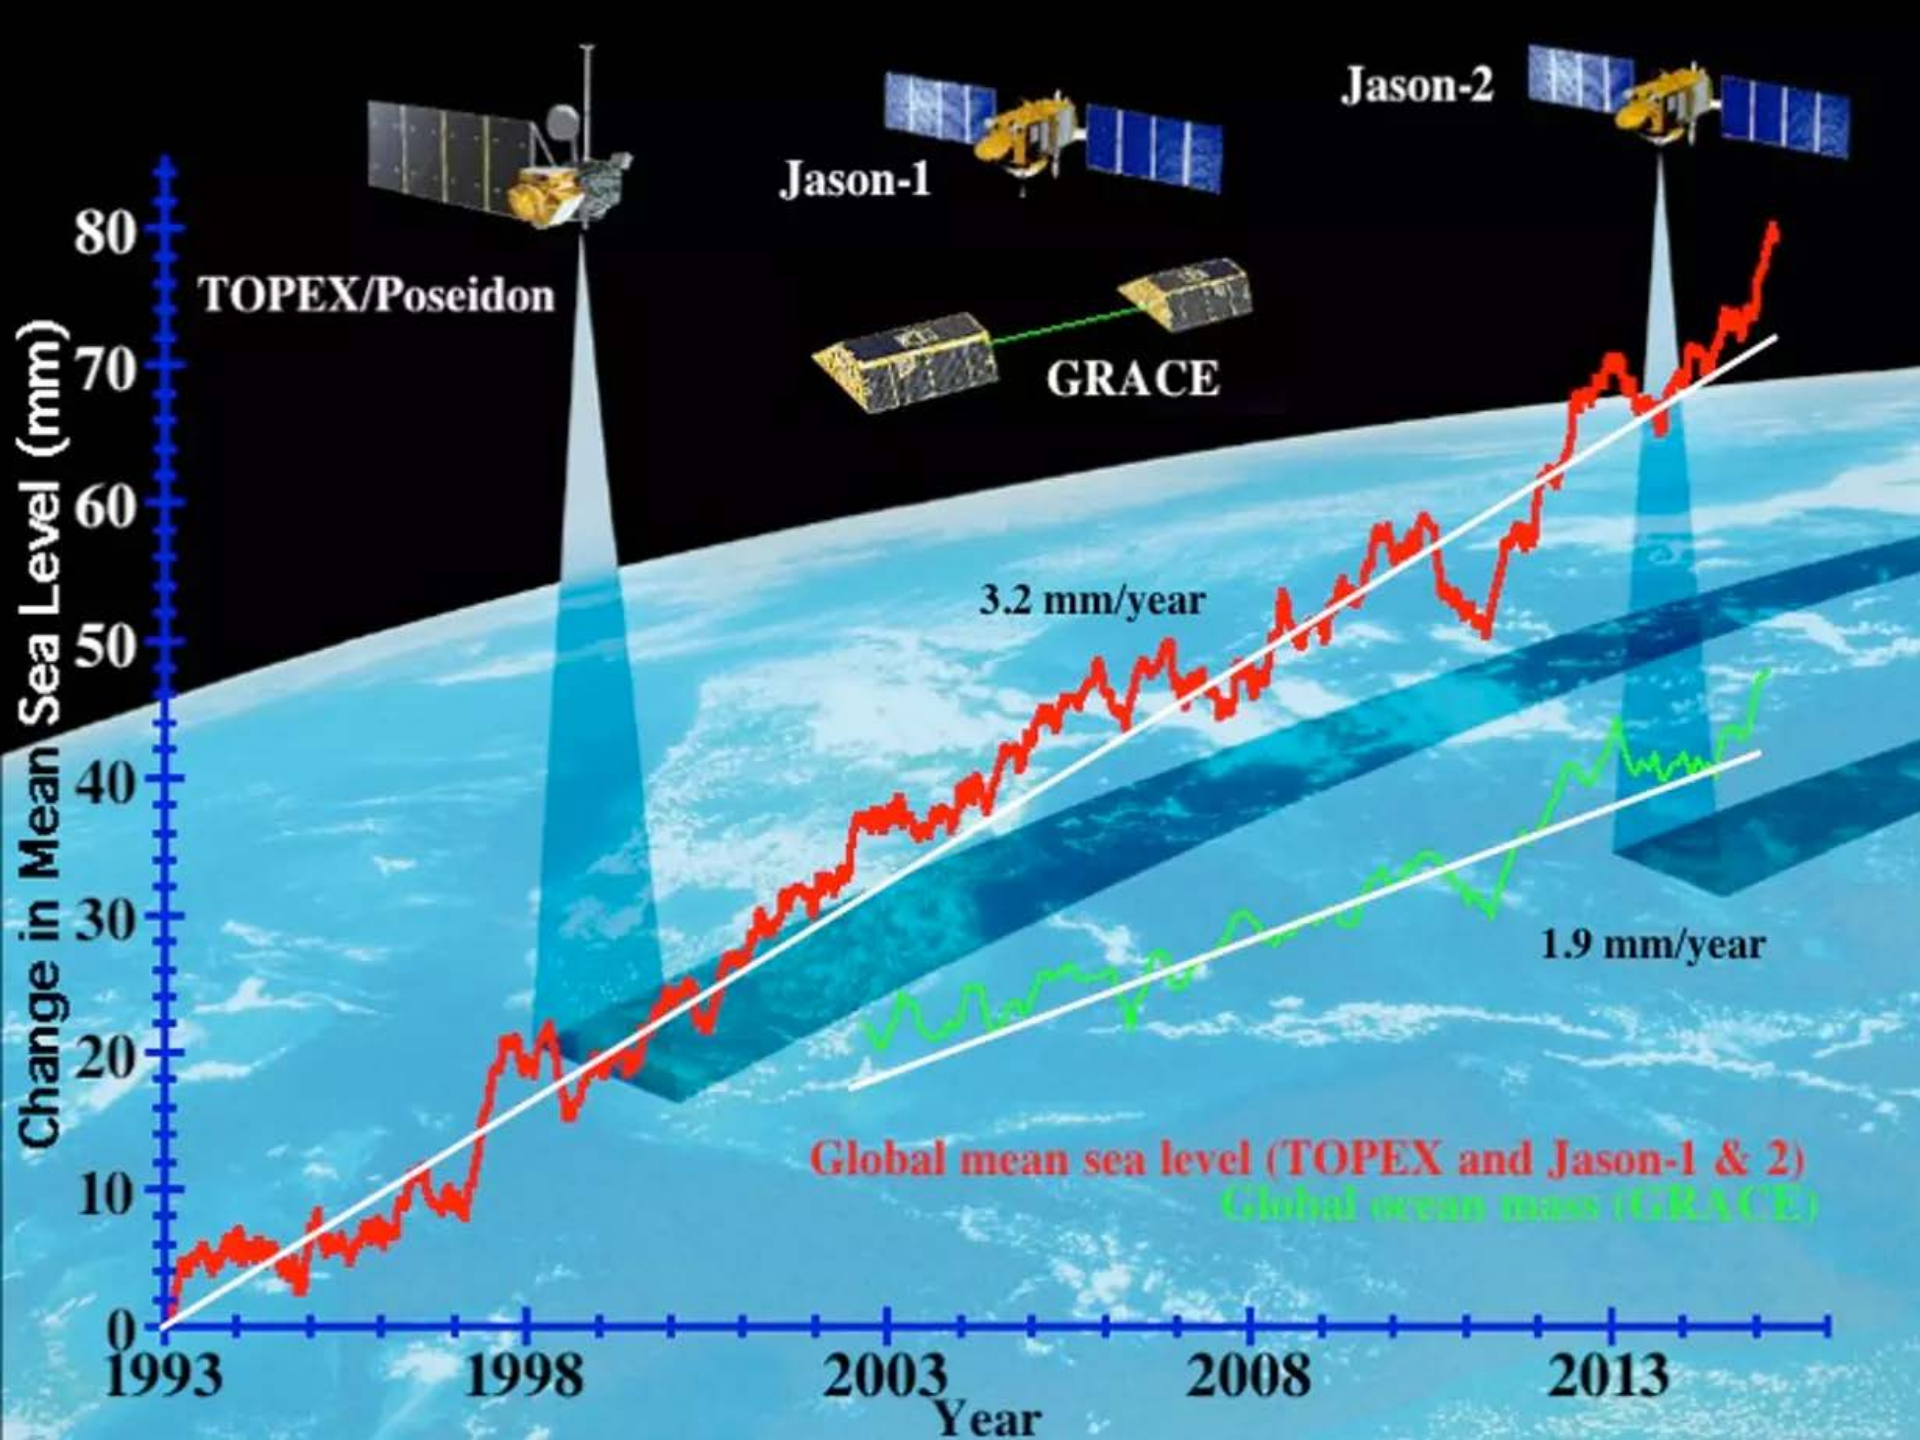 Jason-2
Jason-1
TOPEX/Poseidon
GRACE
Change in Mean Sea Level (mm)
80
70
60
50
40
30
20
10
0
3.2 mm/year
1.9 mm/year
Global mean sea level (TOPEX and Jason-1 & 2)
Global ocean mass (GRACE)
1993 1998 2003 2008 2013
Year